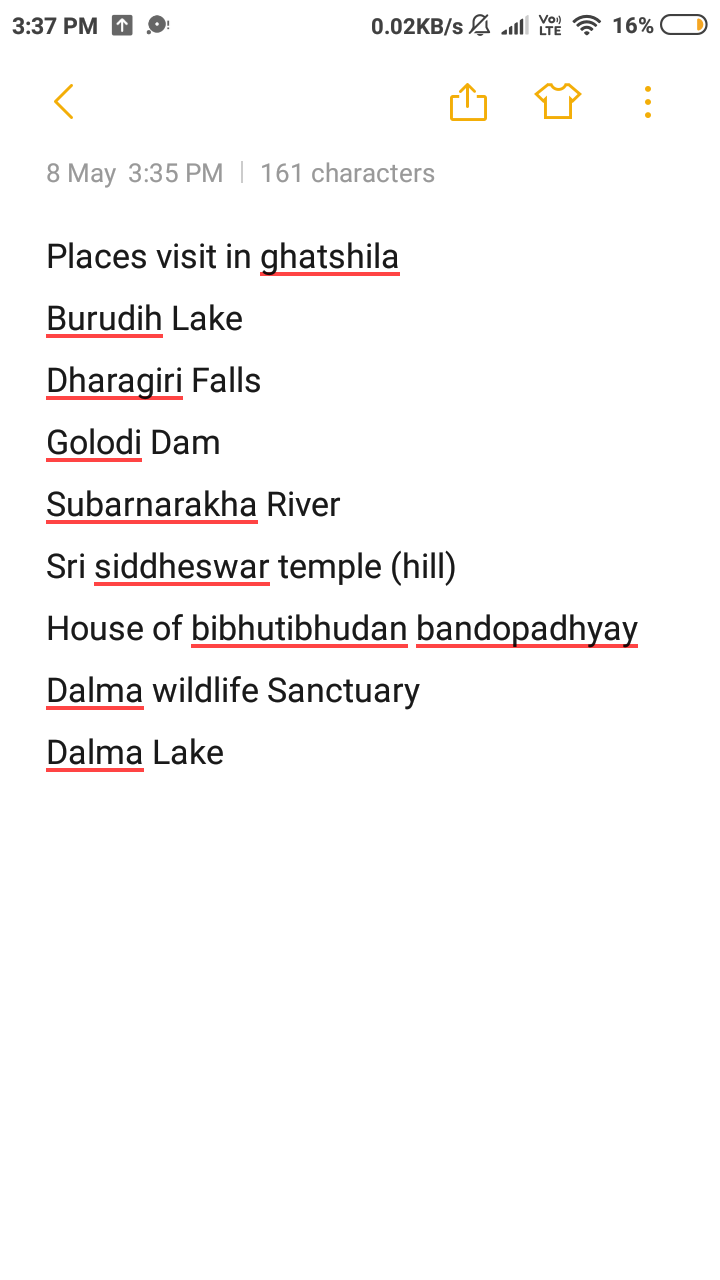 3:37 PM 0.02KB/s Vo) LTE 16%
8 May 3:35 PM | 161 characters
Places visit in ghatshila
Burudih Lake
Dharagiri Falls
Golodi Dam
Subarnarakha River
Sri siddheswar temple (hill)
House of bibhutibhudan bandopadhyay
Dalma wildlife Sanctuary
Dalma Lake